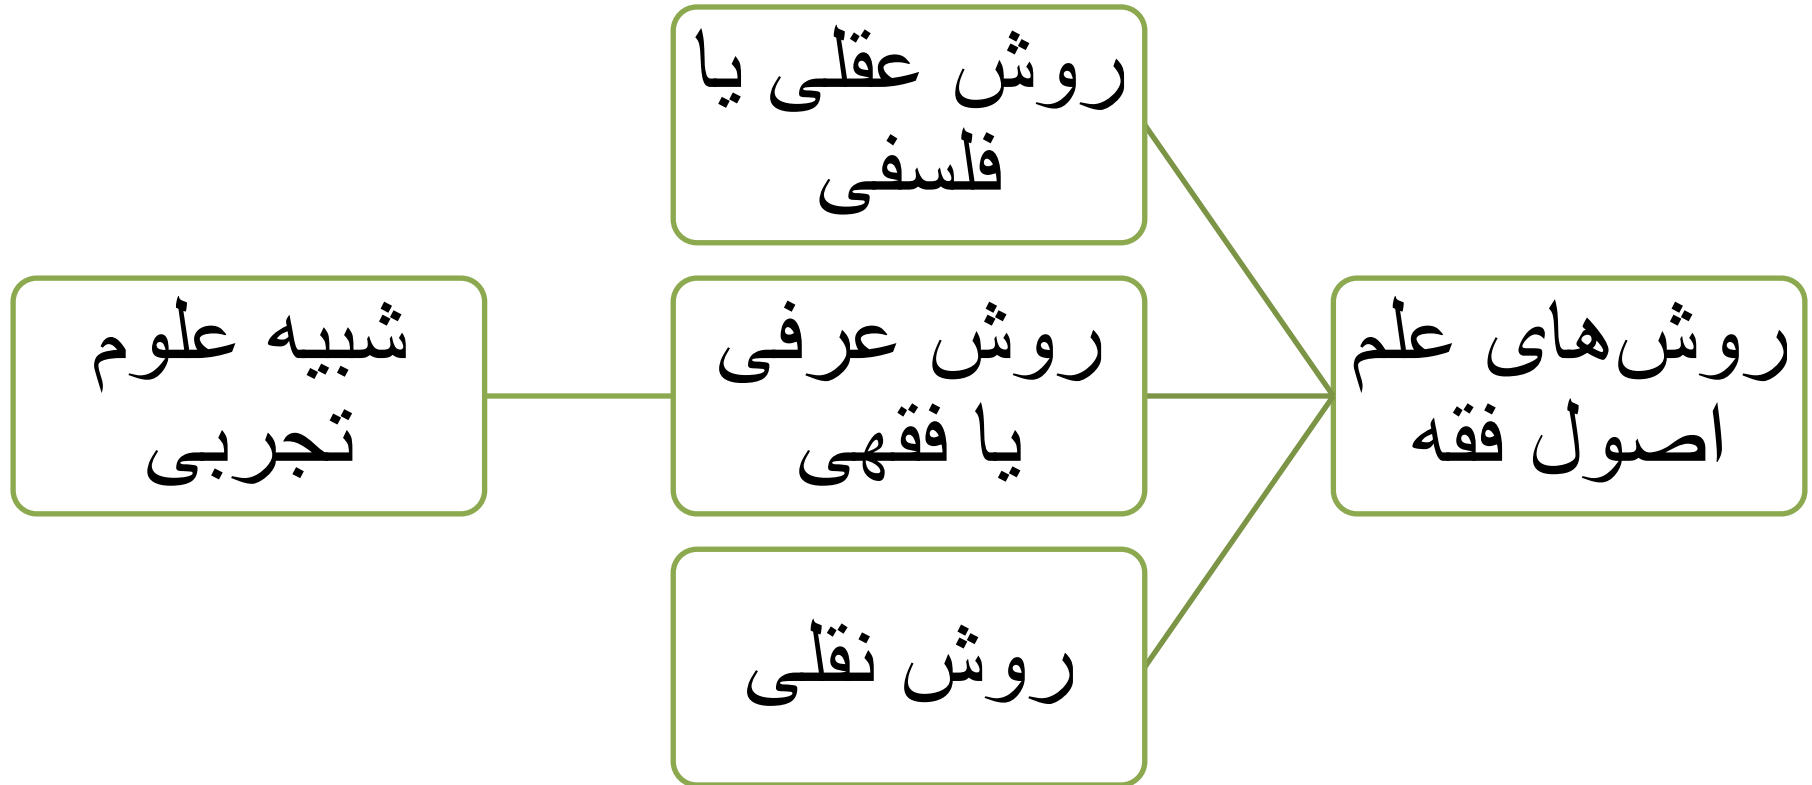 روش‌های علم
اصول فقه
روش عقلی یا
فلسفی
روش عرفی
یا فقهی
شبیه علوم
تجربی
روش نقلی